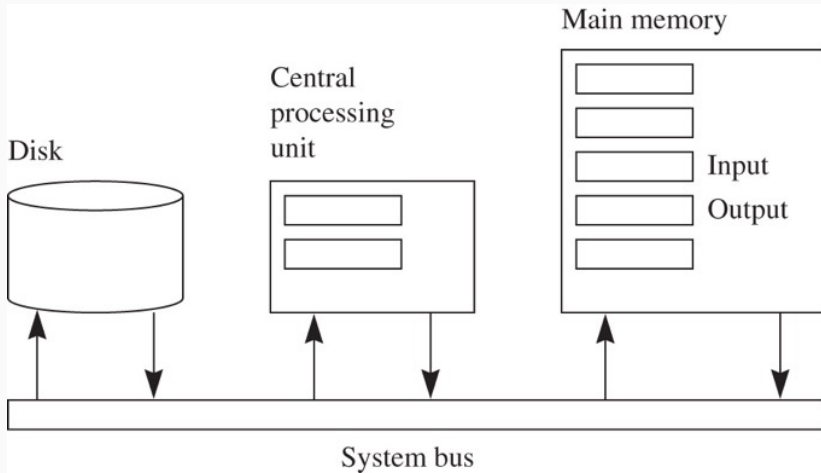 Main memory
Central
processing
unit
Disk
Input
Output
System bus